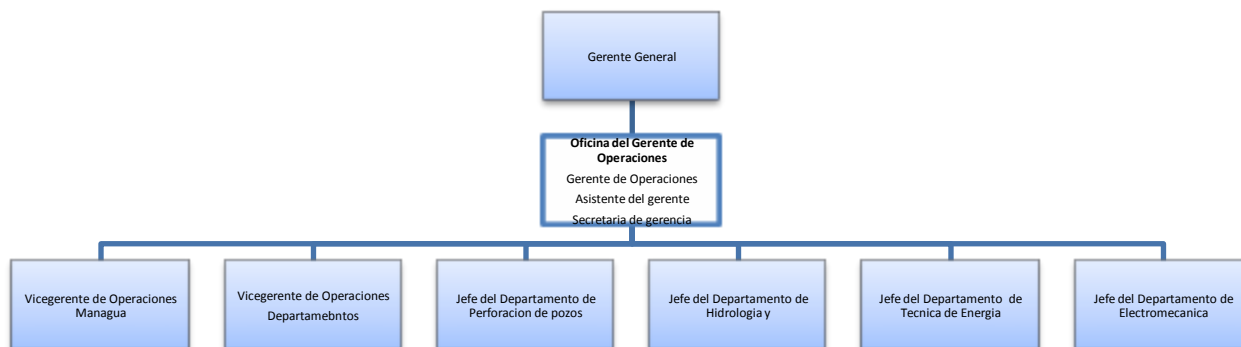 Gerente General
Oficina del Gerente de
Operaciones
Gerente de Operaciones
Asistente del gerente
Secretaria de gerencia
Vicegerente de Operaciones
Managua
Vicegerente de Operaciones
Departamebntos
Jefe del Departamento de
Perforacion de pozos
Jefe del Departamento de
Hidrologia y
Jefe del Departamento de
Tecnica de Energia
Jefe del Departamento de
Electromecanica